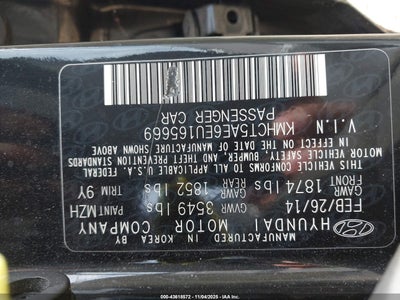 MANUFACTURED IN KOREA BY
HYUNDAI MOTOR COMPANY
FEB/26/14 GVWR 3549 lbs PAINT MZH
GAWR FRONT 1874 lbs GAWR REAR 1852 lbs TRIM 9Y
THIS VEHICLE CONFORMS TO ALL APPLICABLE U.S.A. FEDERAL
MOTOR VEHICLE SAFETY, BUMPER, AND THEFT PREVENTION STANDARDS
IN EFFECT ON THE DATE OF MANUFACTURE SHOWN ABOVE
V.I.N KMHCT5AE6EU165669
PASSENGER CAR
000-43618572 — 11/04/2025 - IAAI